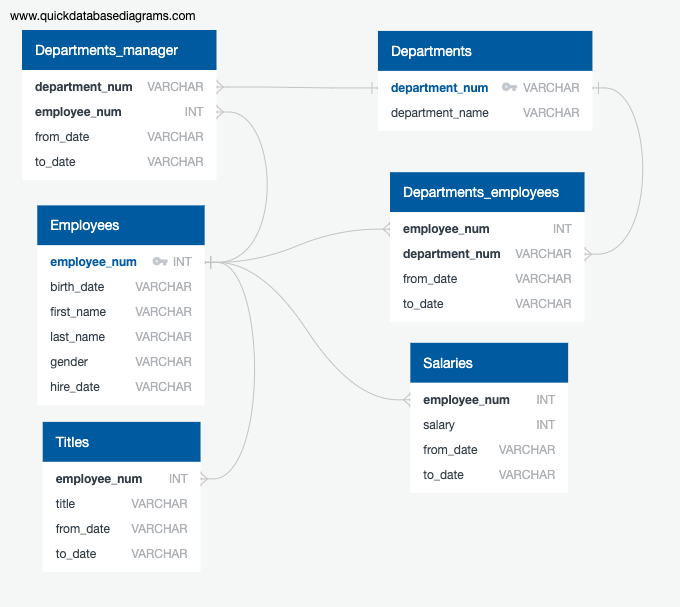 www.quickdatabasediagrams.com
Departments_manager
department_num VARCHAR
employee_num INT
from_date VARCHAR
to_date VARCHAR
Departments
department_num VARCHAR
department_name VARCHAR
Employees
employee_num INT
birth_date VARCHAR
first_name VARCHAR
last_name VARCHAR
gender VARCHAR
hire_date VARCHAR
Departments_employees
employee_num INT
department_num VARCHAR
from_date VARCHAR
to_date VARCHAR
Salaries
employee_num INT
salary INT
from_date VARCHAR
to_date VARCHAR
Titles
employee_num INT
title VARCHAR
from_date VARCHAR
to_date VARCHAR